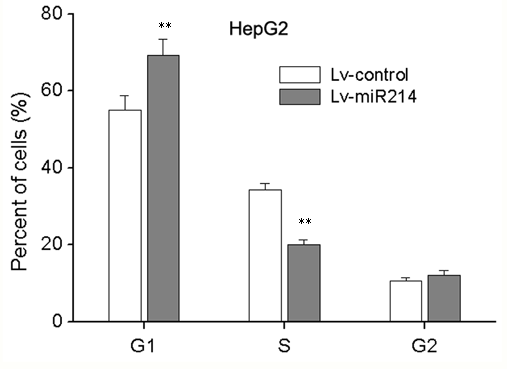 HepG2
Lv-control
Lv-miR214
Percent of cells (%)
80
60
40
20
0
**
**
G1
S
G2